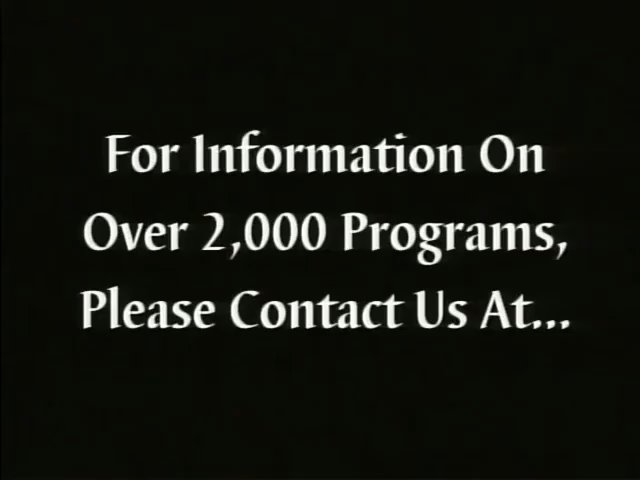 For Information On
Over 2,000 Programs,
Please Contact Us At...